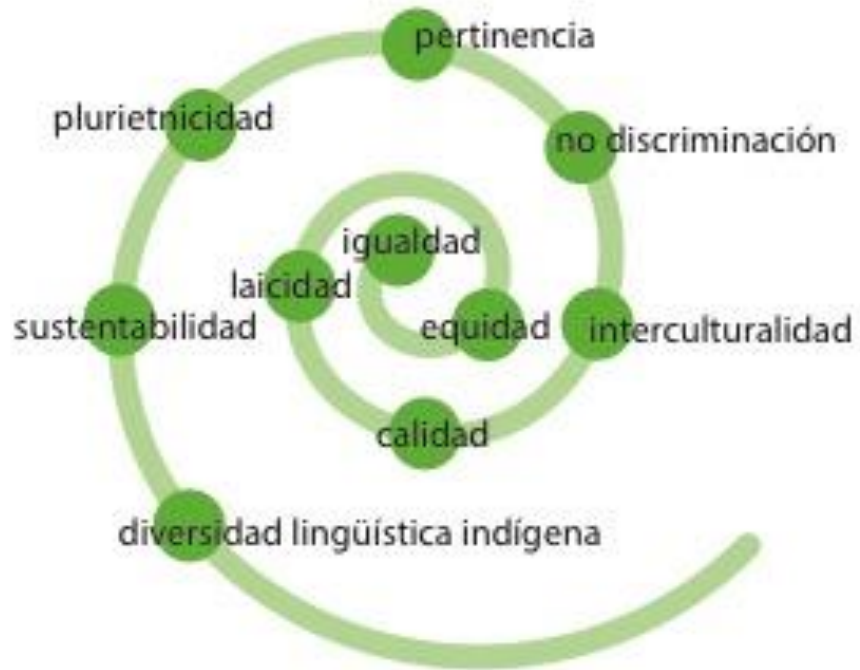 pertinencia
plurietnicidad
no discriminación
igualdad
laicidad
sustentabilidad
equidad
interculturalidad
calidad
diversidad lingüística indígena